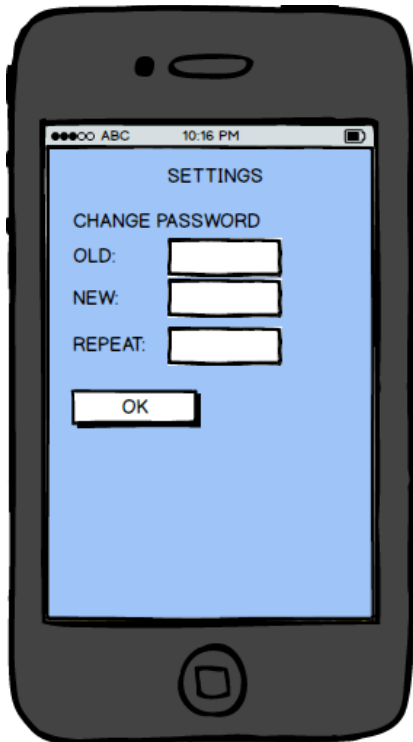 ABC 10:16 PM
SETTINGS
CHANGE PASSWORD
OLD:
NEW:
REPEAT:
OK